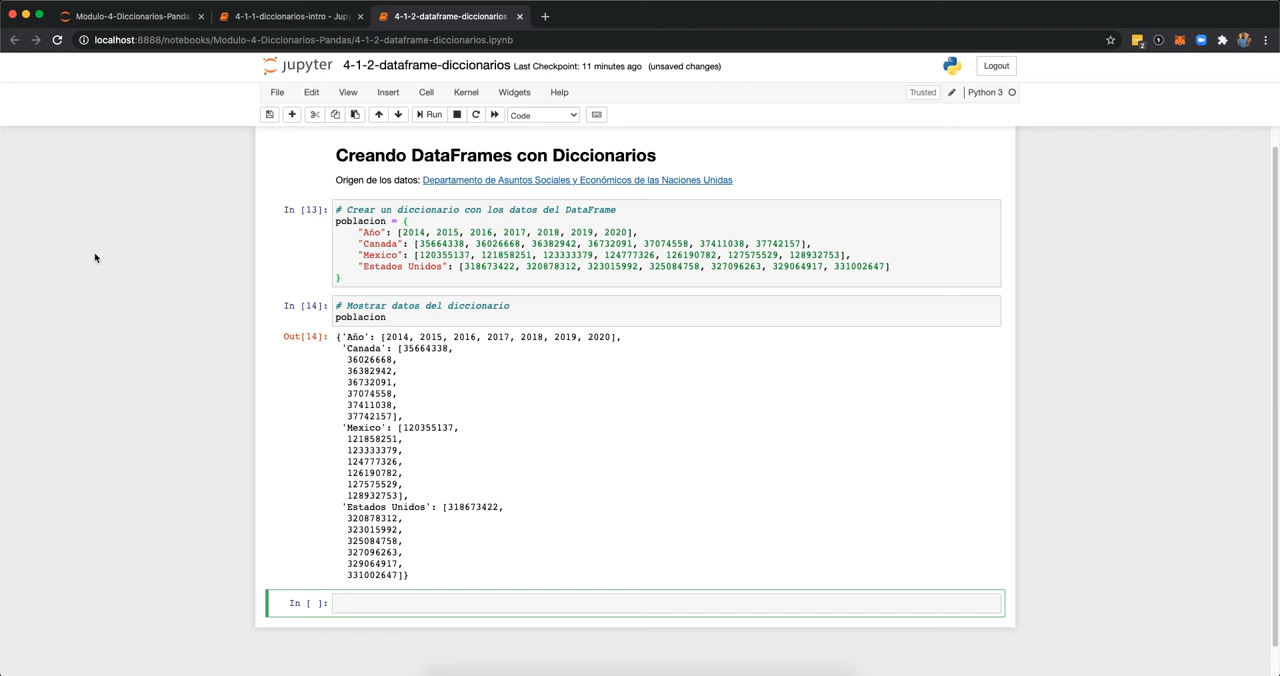 Modulo-4-Diccionarios-Panda
4-1-1-diccionarios-intro - Jup
4-1-2-dataframe-diccionarios
localhost:8888/notebooks/Modulo-4-Diccionarios-Pandas/4-1-2-dataframe-diccionarios.ipynb
jupyter 4-1-2-dataframe-diccionarios Last Checkpoint: 11 minutes ago (unsaved changes)
Logout
File Edit View Insert Cell Kernel Widgets Help
Trusted Python 3
Run Code
Creando DataFrames con Diccionarios
Origen de los datos: Departamento de Asuntos Sociales y Económicos de las Naciones Unidas
In [13]: # Crear un diccionario con los datos del DataFrame
poblacion = {
"Año": [2014, 2015, 2016, 2017, 2018, 2019, 2020],
"Canada": [35664338, 36026668, 36382942, 36732091, 37074558, 37411038, 37742157],
"Mexico": [120355137, 121858251, 123333379, 124777326, 126190782, 127575529, 128932753],
"Estados Unidos": [318673422, 320878312, 323015992, 325084758, 327096263, 329064917, 331002647]
}
In [14]: # Mostrar datos del diccionario
poblacion
Out[14]: {'Año': [2014, 2015, 2016, 2017, 2018, 2019, 2020],
'Canada': [35664338,
36026668,
36382942,
36732091,
37074558,
37411038,
37742157],
'Mexico': [120355137,
121858251,
123333379,
124777326,
126190782,
127575529,
128932753],
'Estados Unidos': [318673422,
320878312,
323015992,
325084758,
327096263,
329064917,
331002647]}
In [ ]: